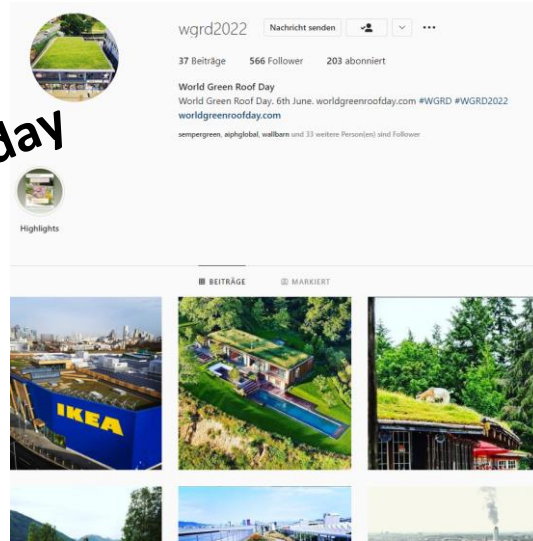 wgrd2022 Nachricht senden
37 Beiträge 566 Follower 203 abonniert
World Green Roof Day
World Green Roof Day. 6th June. worldgreenroofday.com #WGRD #WGRD2022
worldgreenroofday.com
sempergreen, aiphglobal, wallbarn und 33 weitere Person(en) sind Follower
day
Highlights
BEITRÄGE MARKIERT
IKEA